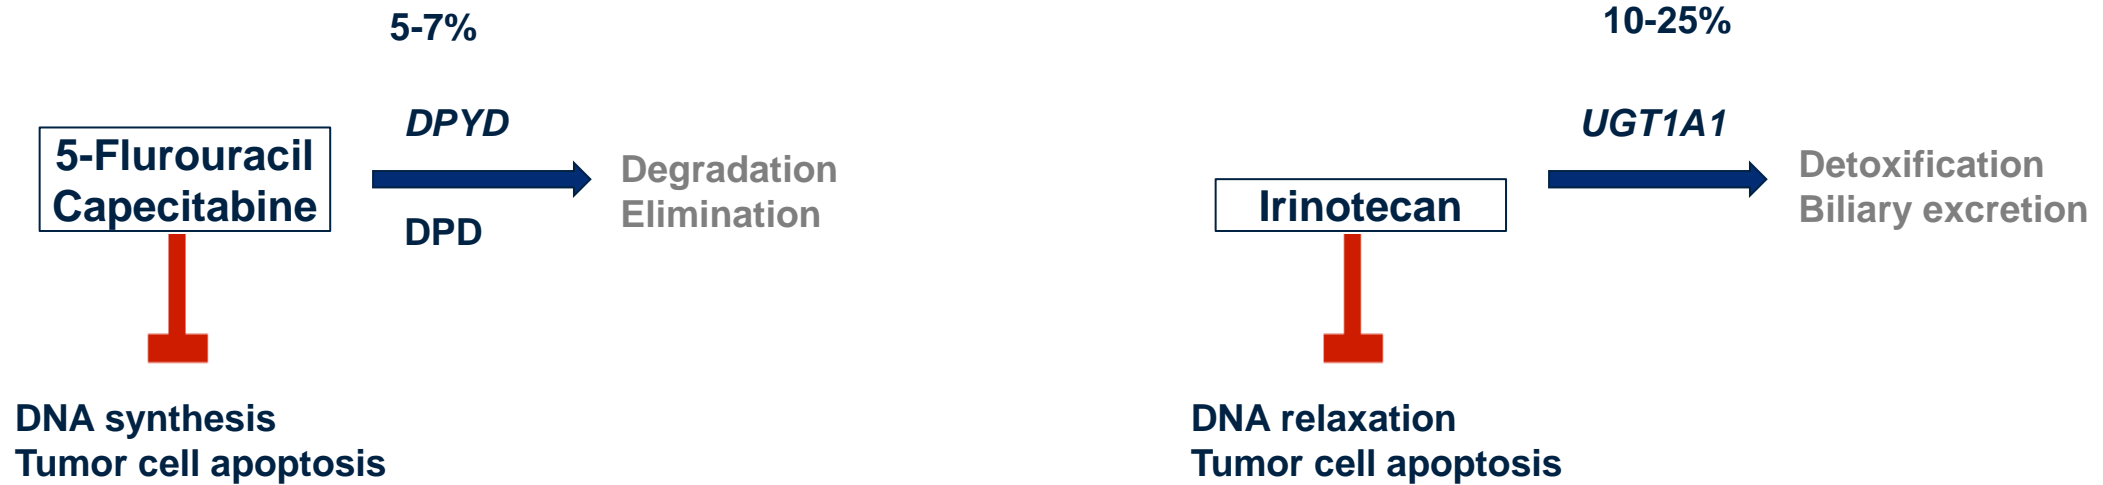 5-7%
DPYD
5-Flurouracil
Capecitabine
DPD
Degradation
Elimination
DNA synthesis
Tumor cell apoptosis
10-25%
UGT1A1
Irinotecan
Detoxification
Biliary excretion
DNA relaxation
Tumor cell apoptosis